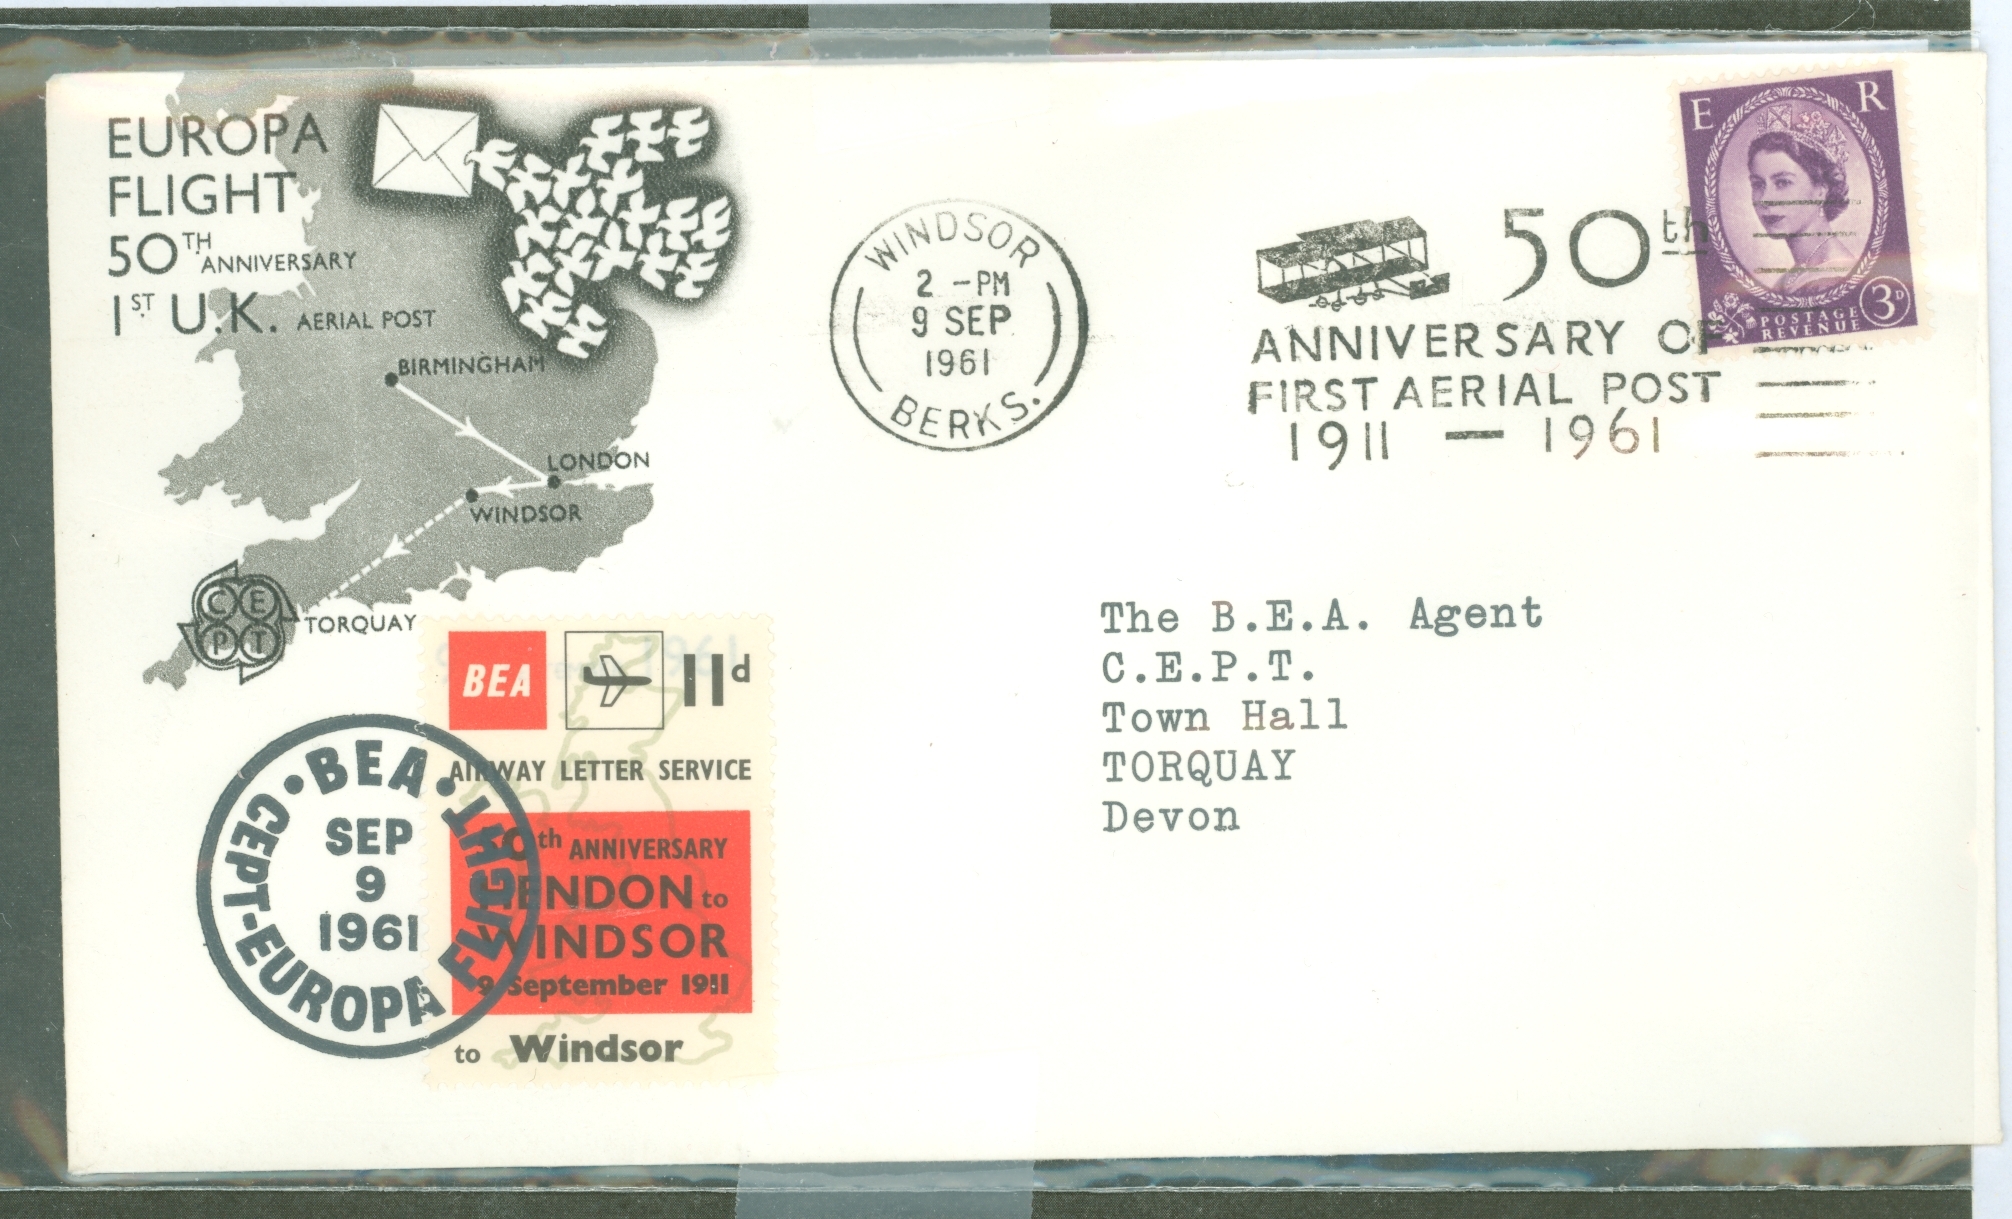 EUROPA
FLIGHT
50TH ANNIVERSARY
1ST U.K. AERIAL POST
BIRMINGHAM
LONDON
WINDSOR
TORQUAY
C E
P T
WINDSOR
2 - PM
9 SEP
1961
BERKS.
50th
ANNIVERSARY OF
FIRST AERIAL POST
1911 — 1961
E R
POSTAGE
REVENUE
3D
The B.E.A. Agent
C.E.P.T.
Town Hall
TORQUAY
Devon
BEA
11d
1961
AIRWAY LETTER SERVICE
50th ANNIVERSARY
HENDON to
WINDSOR
9 September 1911
to Windsor
• BEA •
CEPT-EUROPA FLIGHT
SEP
9
1961